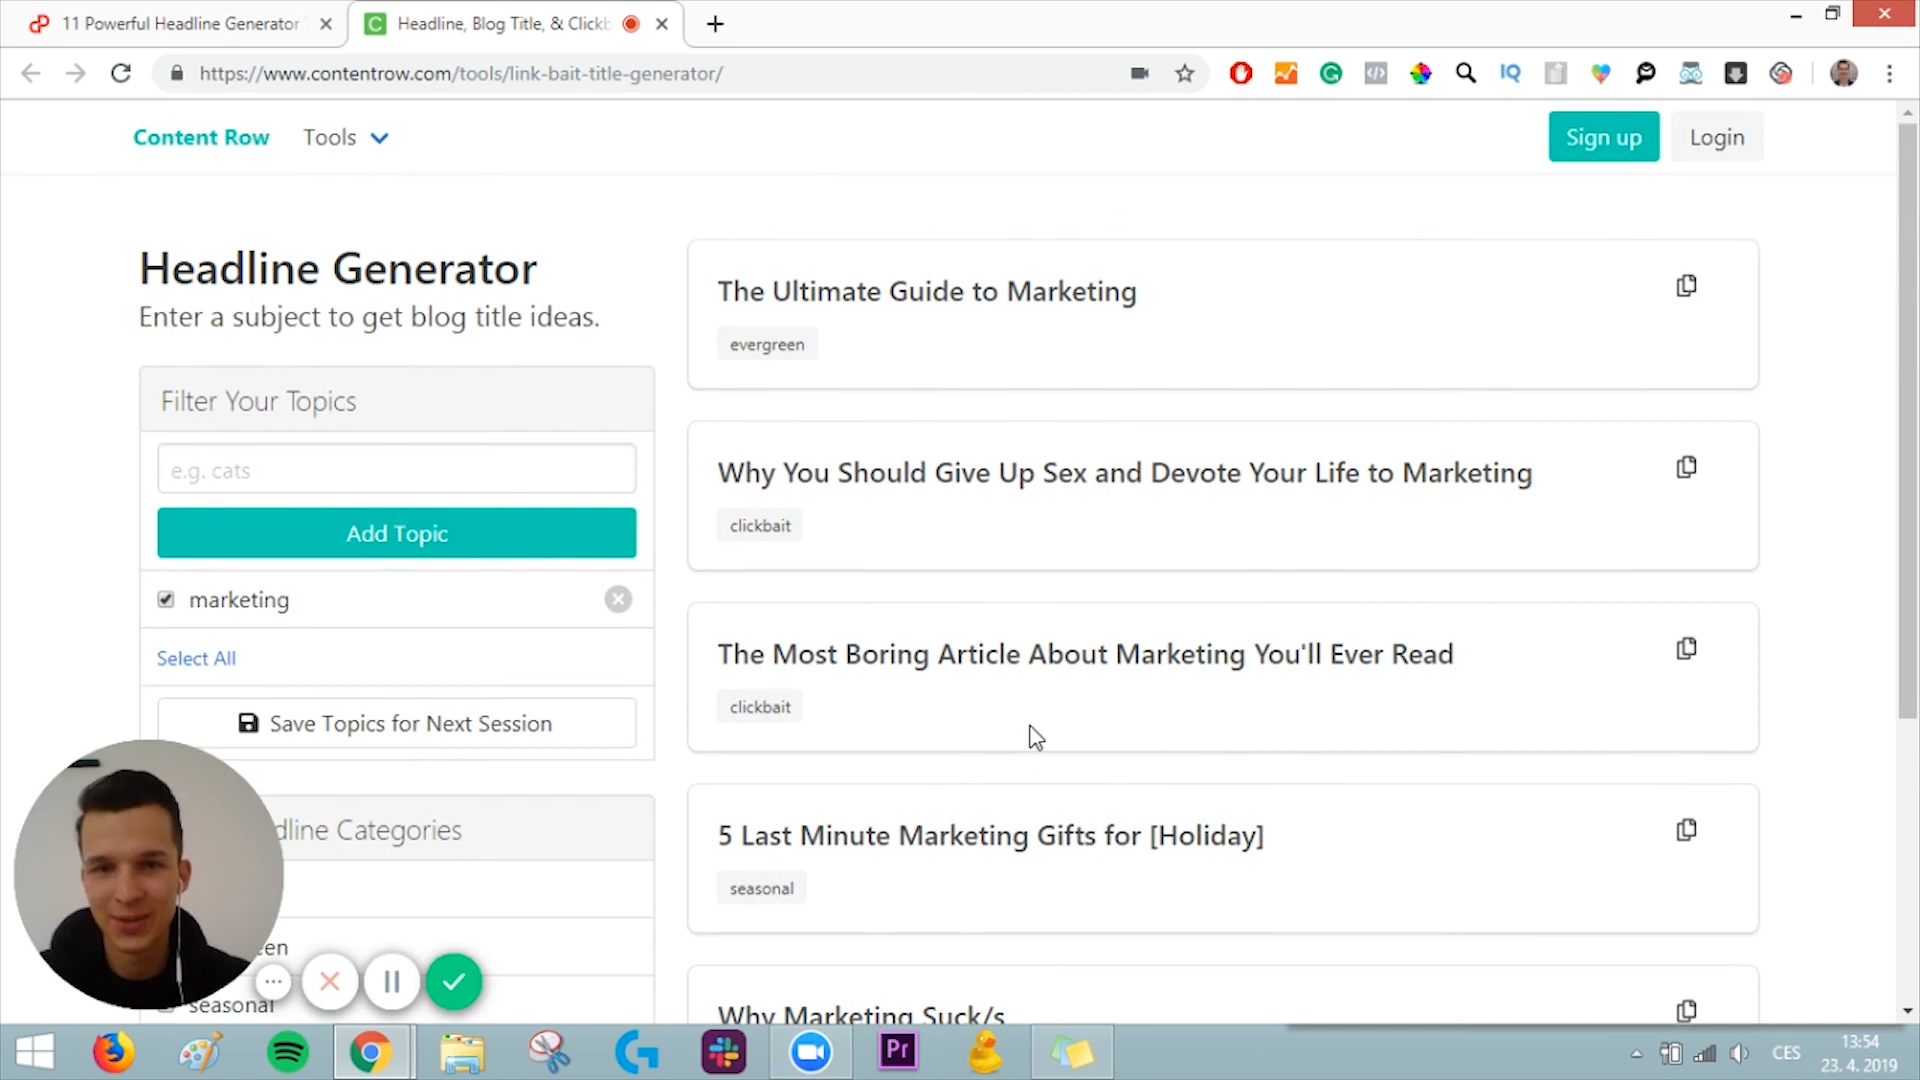 11 Powerful Headline Generator
Headline, Blog Title, & Clickb
https://www.contentrow.com/tools/link-bait-title-generator/
IQ
Content Row
Tools
Sign up
Login
Headline Generator
Enter a subject to get blog title ideas.
Filter Your Topics
e.g. cats
Add Topic
marketing
Select All
Save Topics for Next Session
dline Categories
een
seasonal
The Ultimate Guide to Marketing
evergreen
Why You Should Give Up Sex and Devote Your Life to Marketing
clickbait
The Most Boring Article About Marketing You'll Ever Read
clickbait
5 Last Minute Marketing Gifts for [Holiday]
seasonal
Why Marketing Suck/s
Pr
CES
13:54
23. 4. 2019